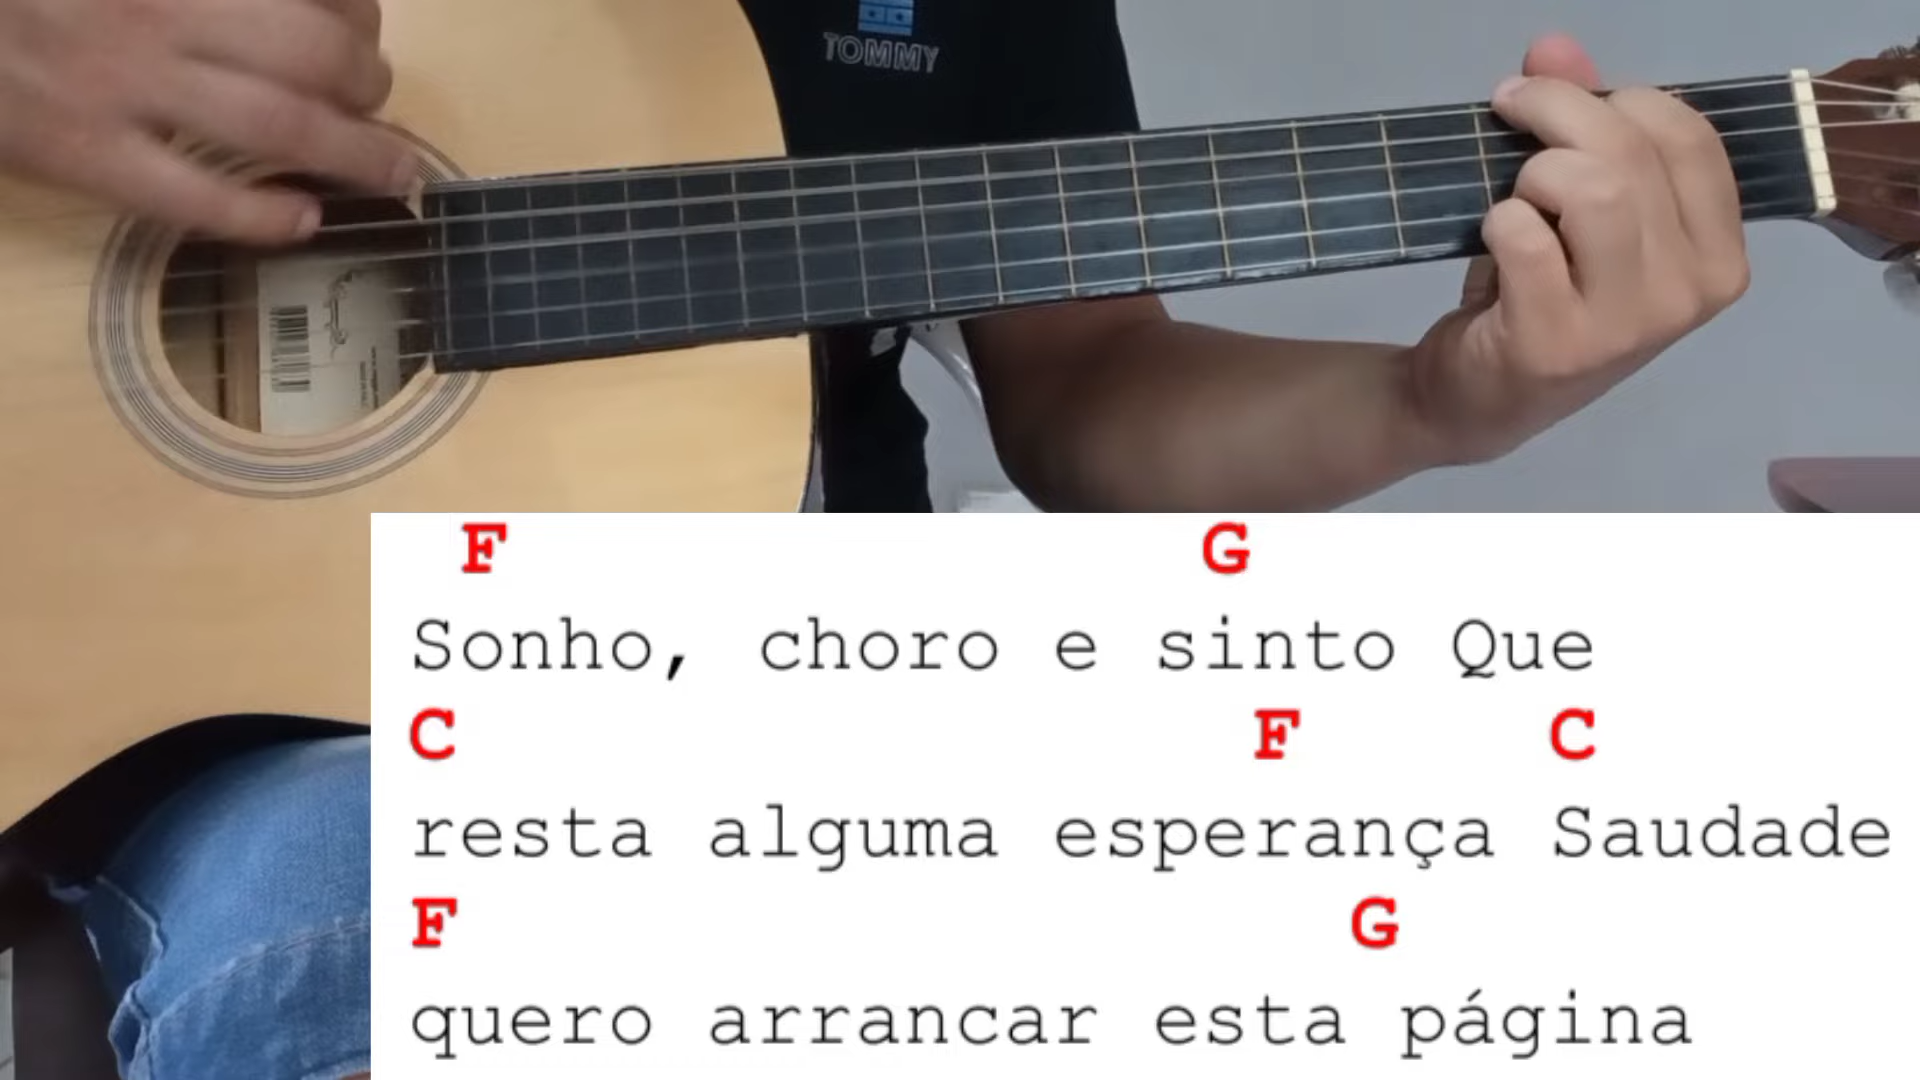 TOMMY
F G
Sonho, choro e sinto Que
C F C
resta alguma esperança Saudade
F G
quero arrancar esta página